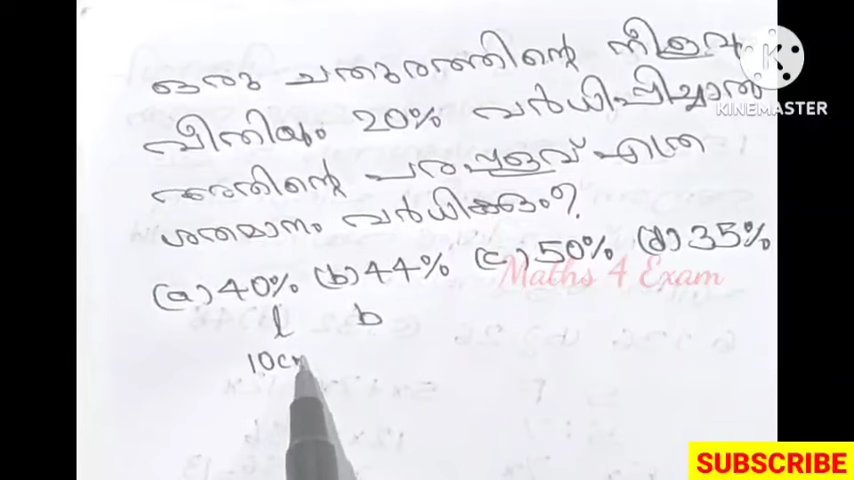 ഒരു ചതുരത്തിന്റെ നീളവും
വീതിയും 20% വർധിപ്പിച്ചാൽ
അതിന്റെ പരപ്പളവ് എത്ര
ശതമാനം വർധിക്കും?
(a) 40% (b) 44% (c) 50% (d) 35%
l b
10cm
KINEMASTER
Maths 4 Exam
SUBSCRIBE